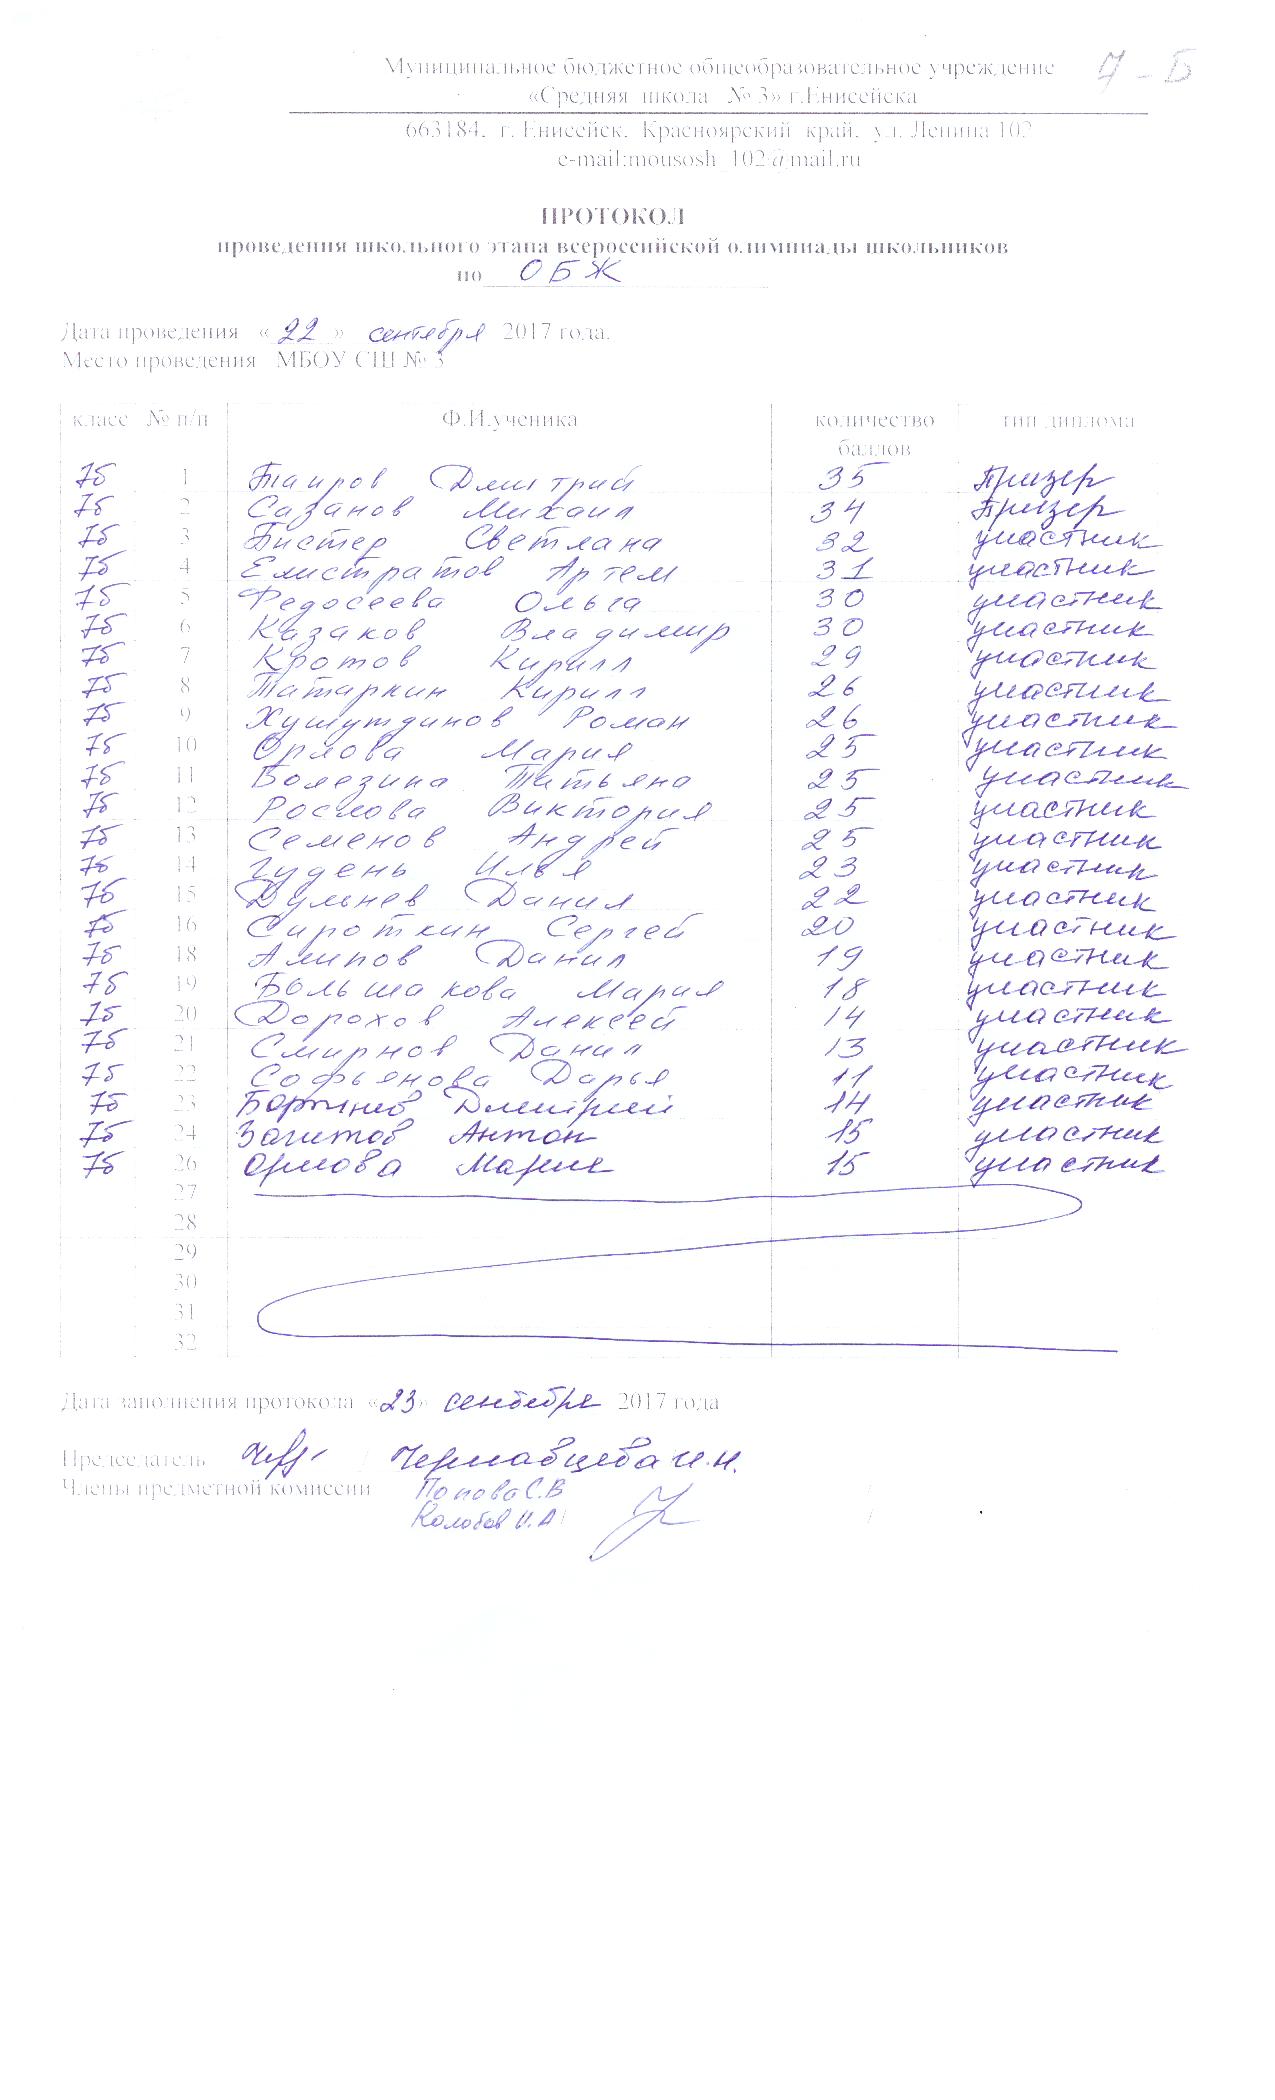 Муниципальное бюджетное общеобразовательное учреждение 7-Б
«Средняя школа № 3» г.Енисейска
663184, г. Енисейск, Красноярский край, ул. Ленина 102
e-mail:mousosh_102@mail.ru
ПРОТОКОЛ
проведения школьного этапа всероссийской олимпиады школьников
по ОБЖ
Дата проведения «22» сентября 2017 года.
Место проведения МБОУ СШ № 3
класс № п/п Ф.И.ученика количество баллов тип диплома
7б 1 Таиров Дмитрий 35 Призер
7б 2 Сазанов Михаил 34 Призер
7б 3 Пистер Светлана 32 участник
7б 4 Елистратов Артем 31 участник
7б 5 Федосеева Ольга 30 участник
7б 6 Казаков Владимир 30 участник
7б 7 Кротов Кирилл 29 участник
7б 8 Татаркин Кирилл 26 участник
7б 9 Хушутдинов Роман 26 участник
7б 10 Орлова Мария 25 участник
7б 11 Болезина Татьяна 25 участник
7б 12 Рослова Виктория 25 участник
7б 13 Семенов Андрей 25 участник
7б 14 Гудень Илья 23 участник
7б 15 Дульнев Данил 22 участник
7б 16 Сироткин Сергей 20 участник
7б 18 Алипов Данил 19 участник
7б 19 Большакова Мария 18 участник
7б 20 Дорохов Алексей 14 участник
7б 21 Смирнов Данил 13 участник
7б 22 Софьянова Дарья 11 участник
7б 23 Дмитрий 14 участник
7б 24 Загитов Антон 15 участник
7б 26 Орлова Мария 15 участник
27
28
29
30
31
32
Дата заполнения протокола «23» сентября 2017 года
Председатель / Чернавцева И.Н.
Члены предметной комиссии Попова С.В /
Колобов И.А / /